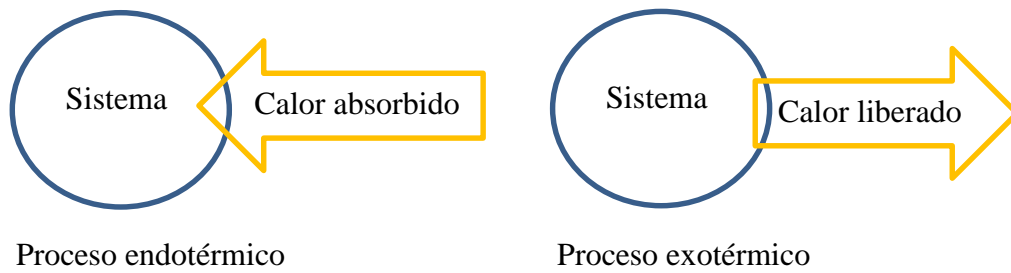 Sistema
Calor absorbido
Proceso endotérmico
Sistema
Calor liberado
Proceso exotérmico